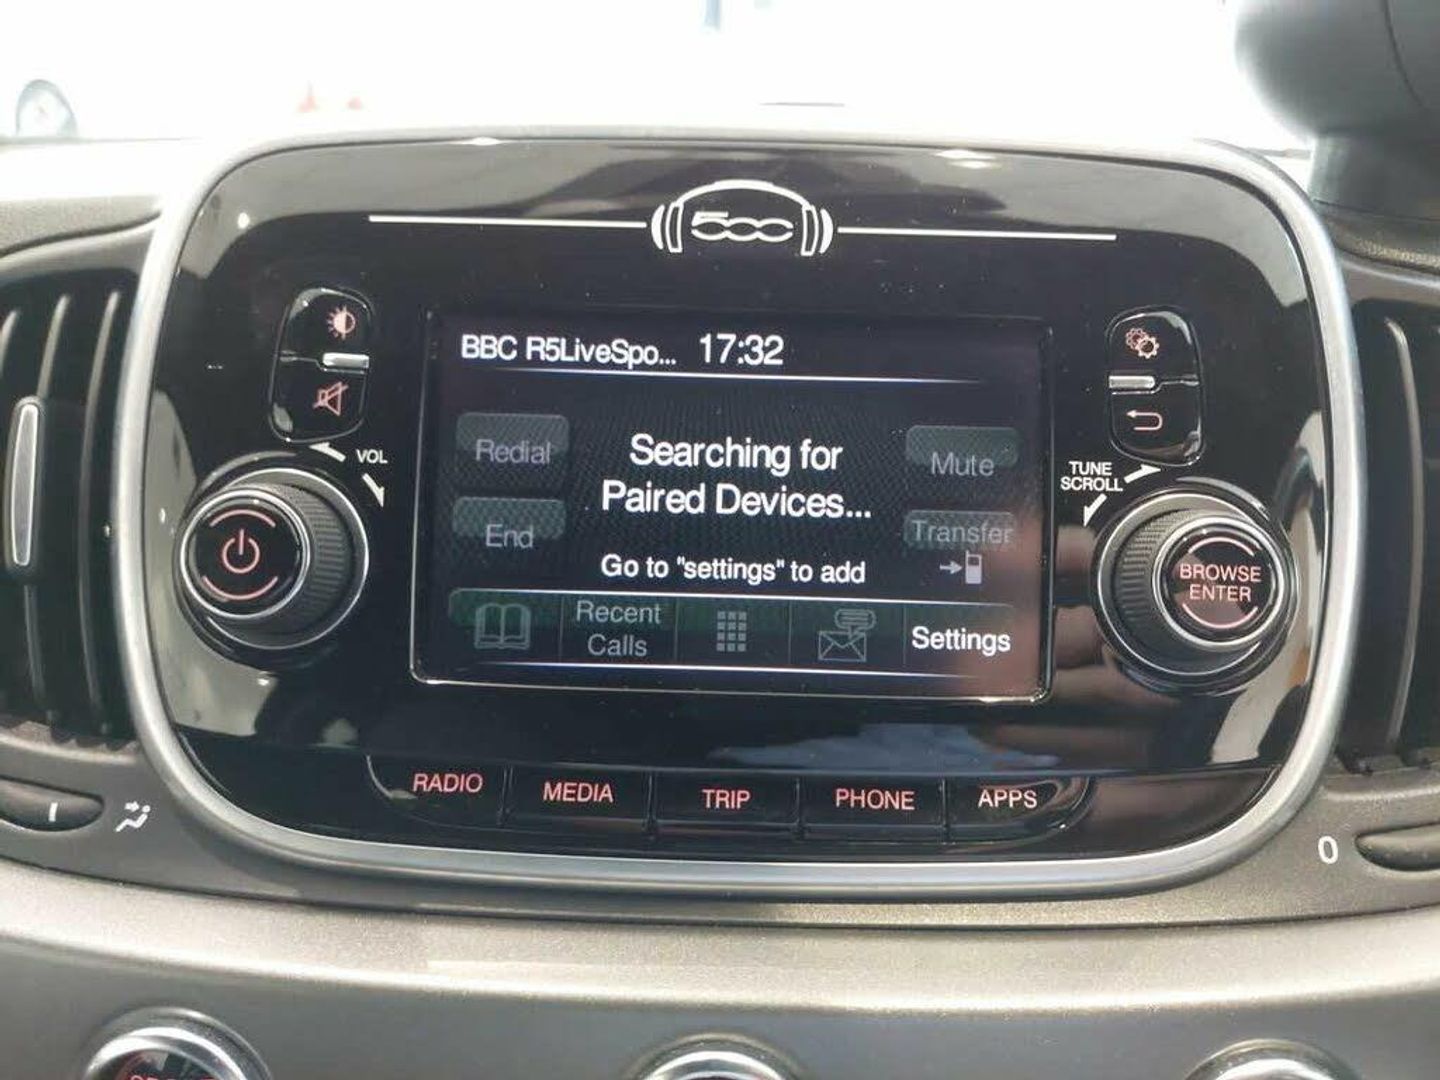 500
BBC R5LiveSpo... 17:32
VOL
TUNE
SCROLL
Redial
Searching for
Paired Devices...
Mute
End
Transfer
Go to "settings" to add
BROWSE
ENTER
Recent
Calls
Settings
RADIO
MEDIA
TRIP
PHONE
APPS
0